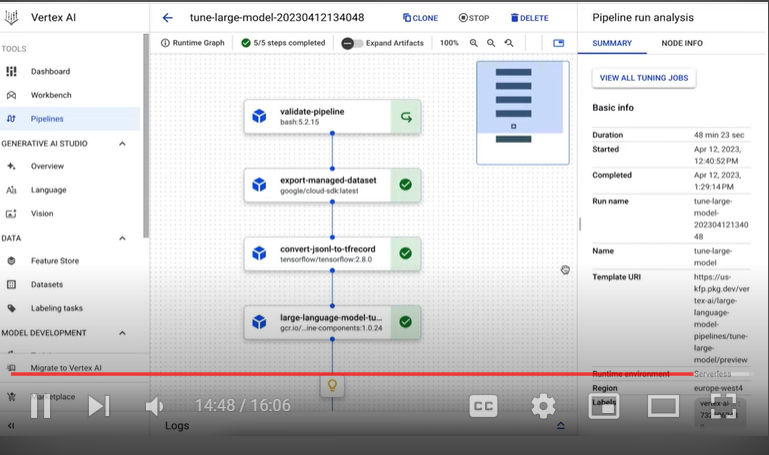 Vertex AI
TOOLS
Dashboard
Workbench
Pipelines
GENERATIVE AI STUDIO
Overview
Language
Vision
DATA
Feature Store
Datasets
Labeling tasks
MODEL DEVELOPMENT
Migrate to Vertex AI
Marketplace
tune-large-model-20230412134048
CLONE
STOP
DELETE
Runtime Graph
5/5 steps completed
Expand Artifacts
100%
validate-pipeline
bash:5.2.15
export-managed-dataset
google/cloud-sdk:latest
convert-jsonl-to-tfrecord
tensorflow/tensorflow:2.8.0
large-language-model-tu...
gcr.io/...ine-components:1.0.24
Logs
14:48 / 16:06
CC
Pipeline run analysis
SUMMARY
NODE INFO
VIEW ALL TUNING JOBS
Basic info
Duration 48 min 23 sec
Started Apr 12, 2023,
12:40:52 PM
Completed Apr 12, 2023,
1:29:14 PM
Run name tune-large-
model-
202304121340
48
Name tune-large-
model
Template URI https://us-
kfp.pkg.dev/ver
tex-ai/large-
language-
model-
pipelines/tune-
large-
model/preview
Runtime environment Serverless
Region europe-west4
Labels